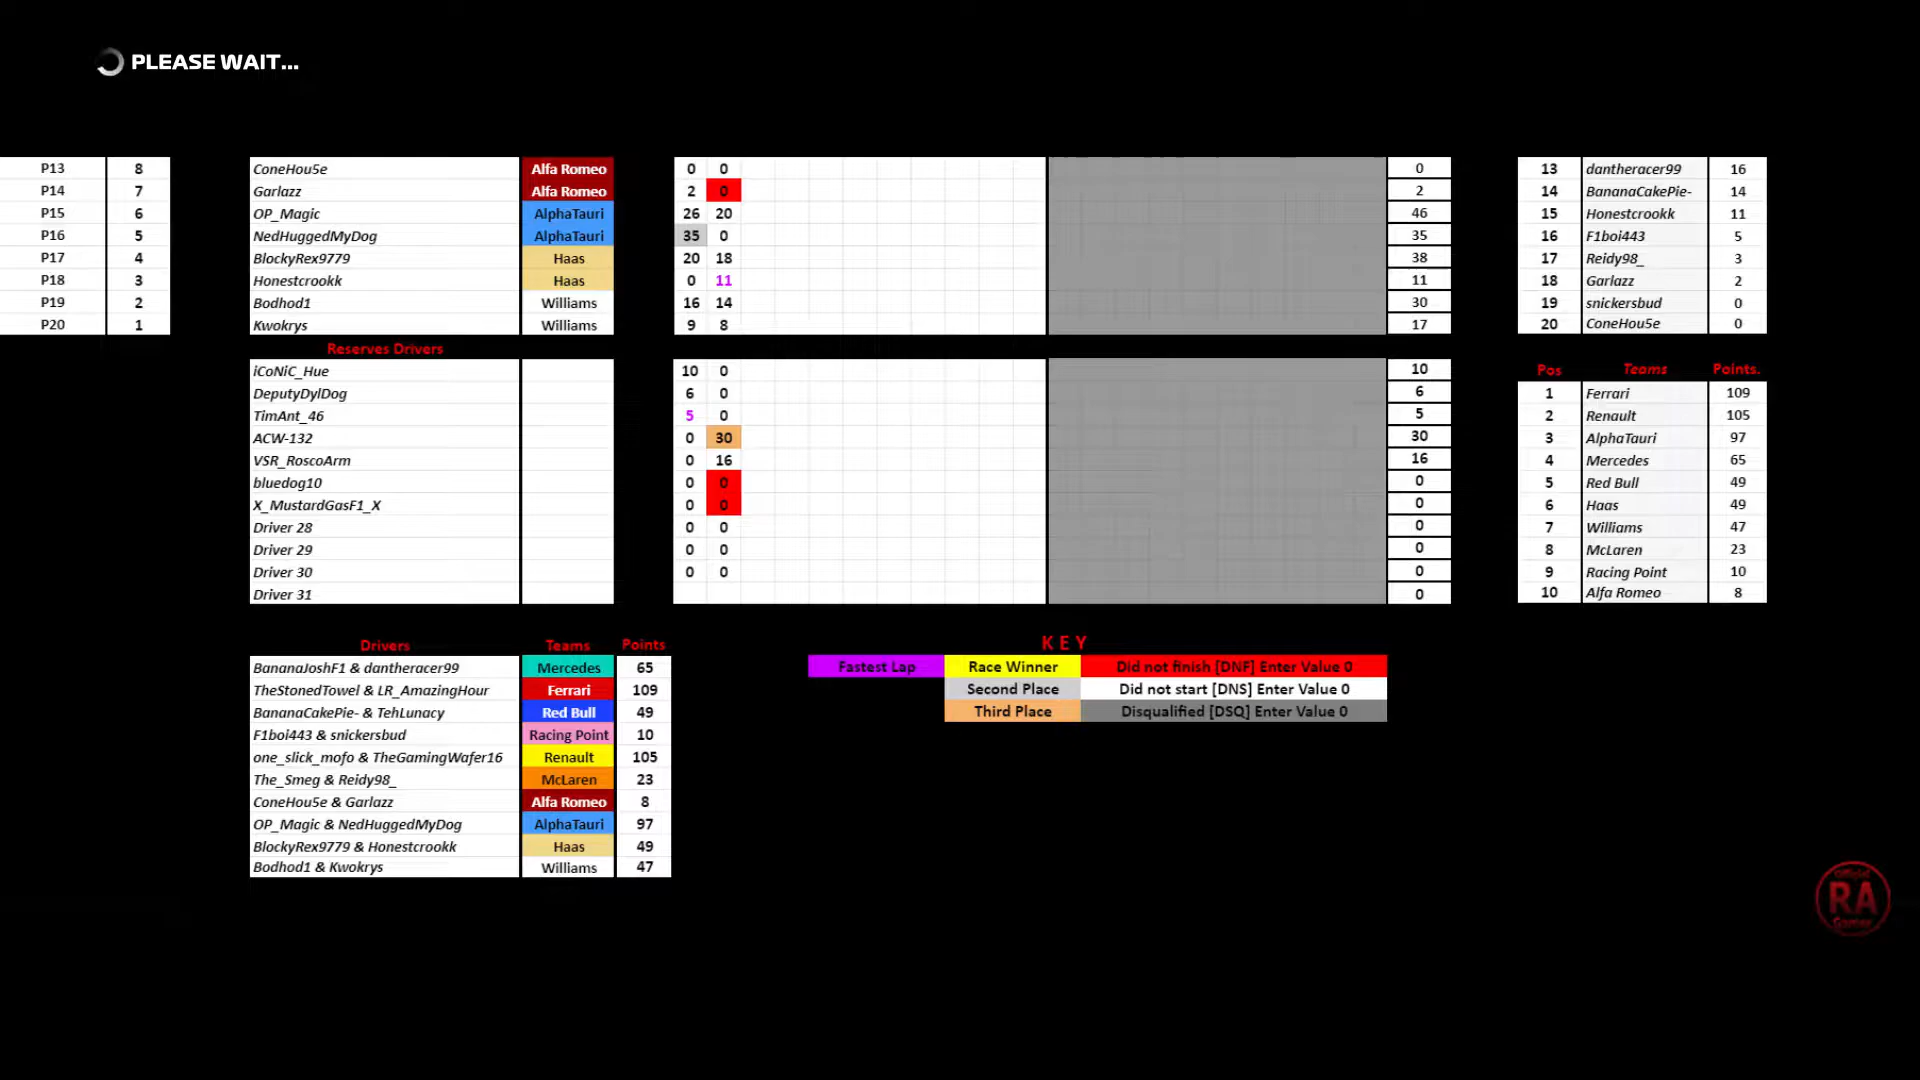 PLEASE WAIT...
P13 8 ConeHou5e Alfa Romeo 0 0 0 13 dantheracer99 16
P14 7 Garlazz Alfa Romeo 2 0 2 14 BananaCakePie- 14
P15 6 OP_Magic AlphaTauri 26 20 46 15 Honestcrookk 11
P16 5 NedHuggedMyDog AlphaTauri 35 0 35 16 F1boi443 5
P17 4 BlockyRex9779 Haas 20 18 38 17 Reidy98_ 3
P18 3 Honestcrookk Haas 0 11 11 18 Garlazz 2
P19 2 Bodhod1 Williams 16 14 30 19 snickersbud 0
P20 1 Kwokrys Williams 9 8 17 20 ConeHou5e 0
Reserves Drivers
iCoNiC_Hue 10 0 10 Pos Teams Points.
DeputyDylDog 6 0 6 1 Ferrari 109
TimAnt_46 5 0 5 2 Renault 105
ACW-132 0 30 30 3 AlphaTauri 97
VSR_RoscoArm 0 16 16 4 Mercedes 65
bluedog10 0 0 0 5 Red Bull 49
X_MustardGasF1_X 0 0 0 6 Haas 49
Driver 28 0 0 0 7 Williams 47
Driver 29 0 0 0 8 McLaren 23
Driver 30 0 0 0 9 Racing Point 10
Driver 31 0 10 Alfa Romeo 8
Drivers Teams Points KEY
BananaJoshF1 & dantheracer99 Mercedes 65 Fastest Lap Race Winner Did not finish [DNF] Enter Value 0
TheStonedTowel & LR_AmazingHour Ferrari 109 Second Place Did not start [DNS] Enter Value 0
BananaCakePie- & TehLunacy Red Bull 49 Third Place Disqualified [DSQ] Enter Value 0
F1boi443 & snickersbud Racing Point 10
one_slick_mofo & TheGamingWafer16 Renault 105
The_Smeg & Reidy98_ McLaren 23
ConeHou5e & Garlazz Alfa Romeo 8
OP_Magic & NedHuggedMyDog AlphaTauri 97
BlockyRex9779 & Honestcrookk Haas 49
Bodhod1 & Kwokrys Williams 47
Official
RA
Gamer